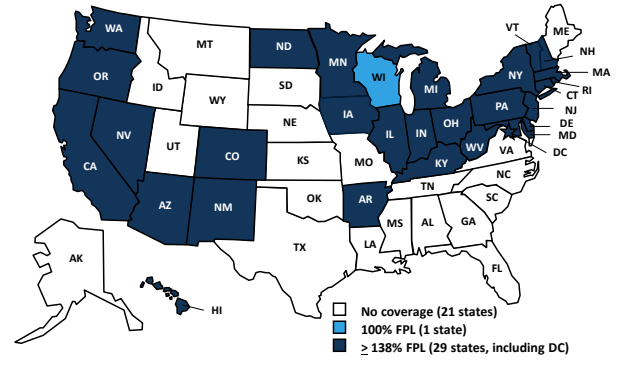 ME
VT
WA
NH
MT
ND
MN
OR
NY
MA
WI
SD
ID
MI
RI
WY
CT
PA
IA
NJ
NE
OH
DE
IL
IN
NV
MD
UT
WV
CO
VA
DC
CA
KS
MO
KY
NC
TN
OK
AZ
NM
AR
SC
MS
AL
GA
TX
LA
AK
FL
HI
No coverage (21 states)
100% FPL (1 state)
> 138% FPL (29 states, including DC)